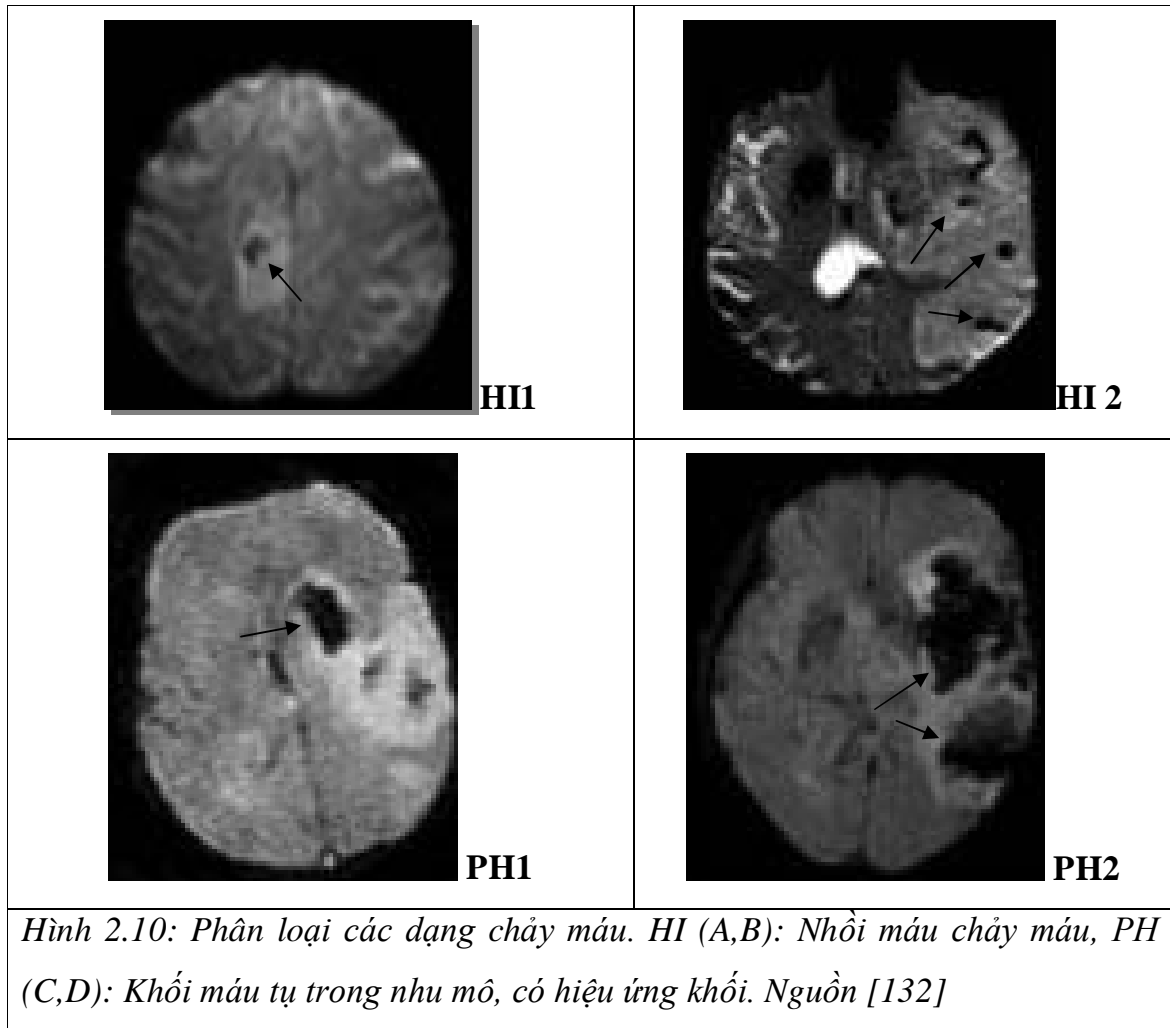 HI1
HI 2
PH1
PH2
Hình 2.10: Phân loại các dạng chảy máu. HI (A,B): Nhồi máu chảy máu, PH
(C,D): Khối máu tụ trong nhu mô, có hiệu ứng khối. Nguồn [132]